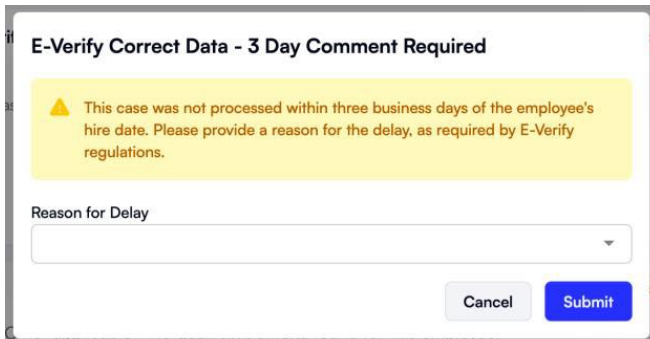 E-Verify Correct Data - 3 Day Comment Required
This case was not processed within three business days of the employee's
hire date. Please provide a reason for the delay, as required by E-Verify
regulations.
Reason for Delay
Cancel
Submit